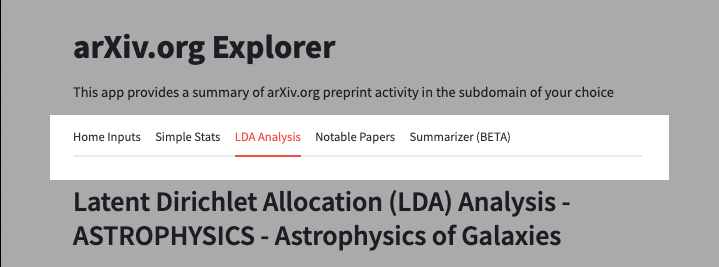 arXiv.org Explorer
This app provides a summary of arXiv.org preprint activity in the subdomain of your choice
Home Inputs Simple Stats LDA Analysis Notable Papers Summarizer (BETA)
Latent Dirichlet Allocation (LDA) Analysis -
ASTROPHYSICS - Astrophysics of Galaxies